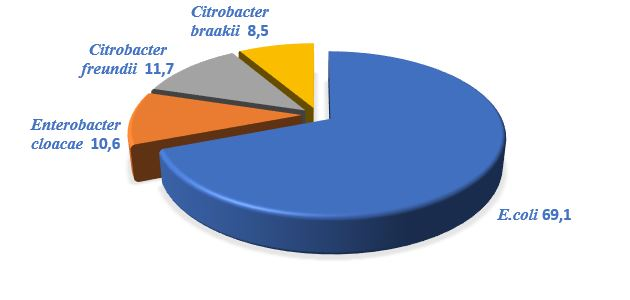 Citrobacter
braakii 8,5
Citrobacter
freundii 11,7
Enterobacter
cloacae 10,6
E.coli 69,1